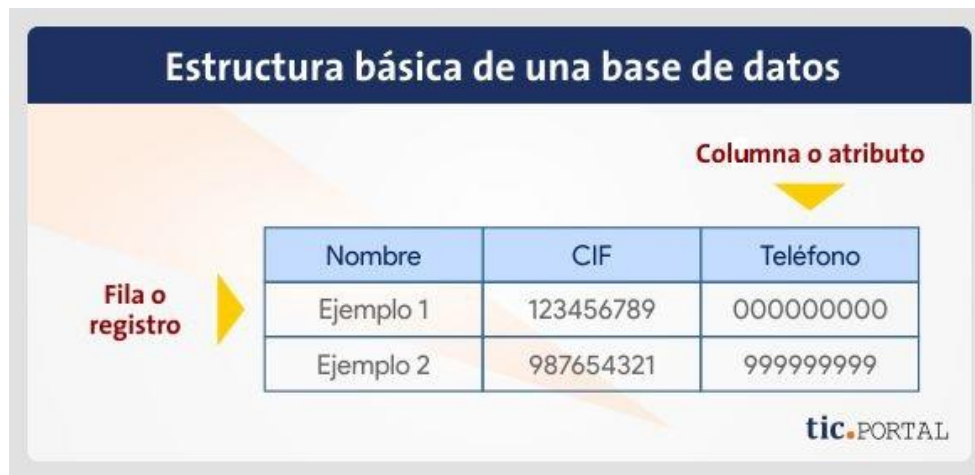 Estructura básica de una base de datos
Columna o atributo
Nombre CIF Teléfono
Fila o
registro
Ejemplo 1 123456789 000000000
Ejemplo 2 987654321 999999999
tic.PORTAL